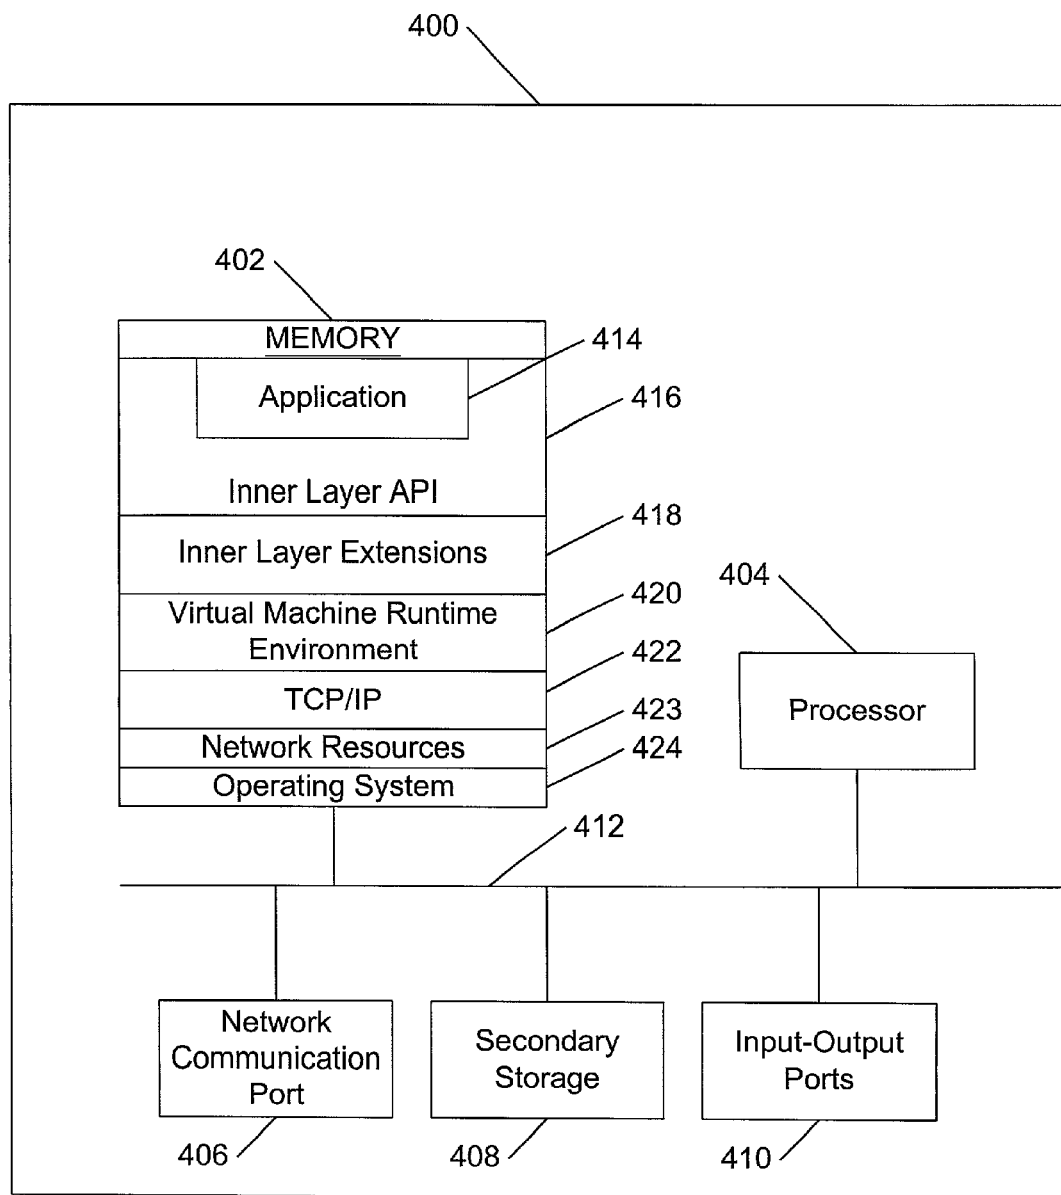 400
402
MEMORY
414
Application
416
Inner Layer API
418
Inner Layer Extensions
404
420
Virtual Machine Runtime
Environment
422
TCP/IP
Processor
423
Network Resources
424
Operating System
412
Network
Communication
Port
Secondary
Storage
Input-Output
Ports
406
408
410